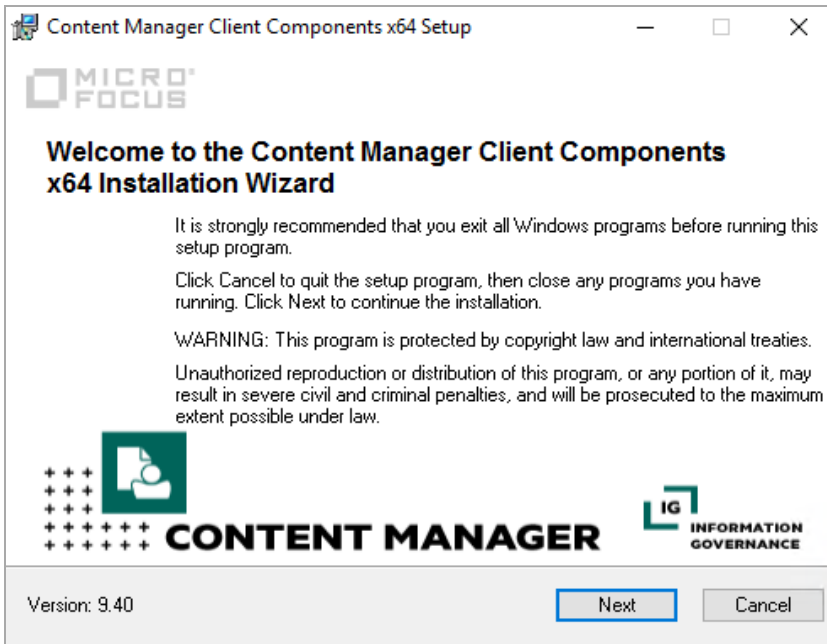 Content Manager Client Components x64 Setup
MICRO
FOCUS
Welcome to the Content Manager Client Components
x64 Installation Wizard
It is strongly recommended that you exit all Windows programs before running this
setup program.
Click Cancel to quit the setup program, then close any programs you have
running. Click Next to continue the installation.
WARNING: This program is protected by copyright law and international treaties.
Unauthorized reproduction or distribution of this program, or any portion of it, may
result in severe civil and criminal penalties, and will be prosecuted to the maximum
extent possible under law.
CONTENT MANAGER
IG
INFORMATION
GOVERNANCE
Version: 9.40
Next
Cancel